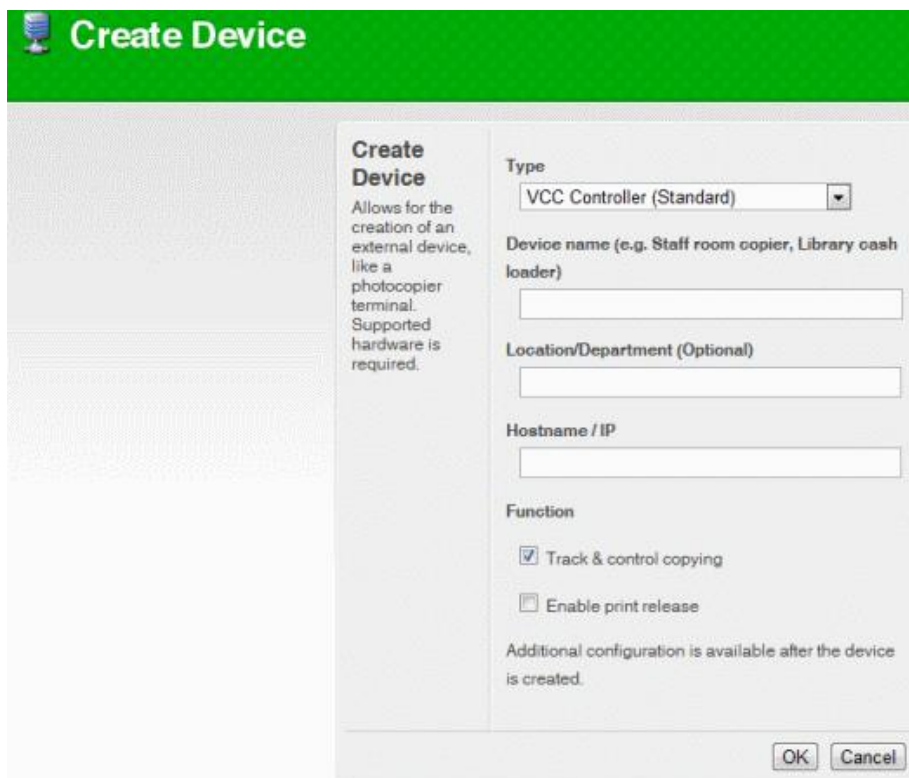 Create Device
Create
Device
Allows for the
creation of an
external device,
like a
photocopier
terminal.
Supported
hardware is
required.
Type
VCC Controller (Standard)
Device name (e.g. Staff room copier, Library cash
loader)
Location/Department (Optional)
Hostname / IP
Function
Track & control copying
Enable print release
Additional configuration is available after the device
is created.
OK Cancel